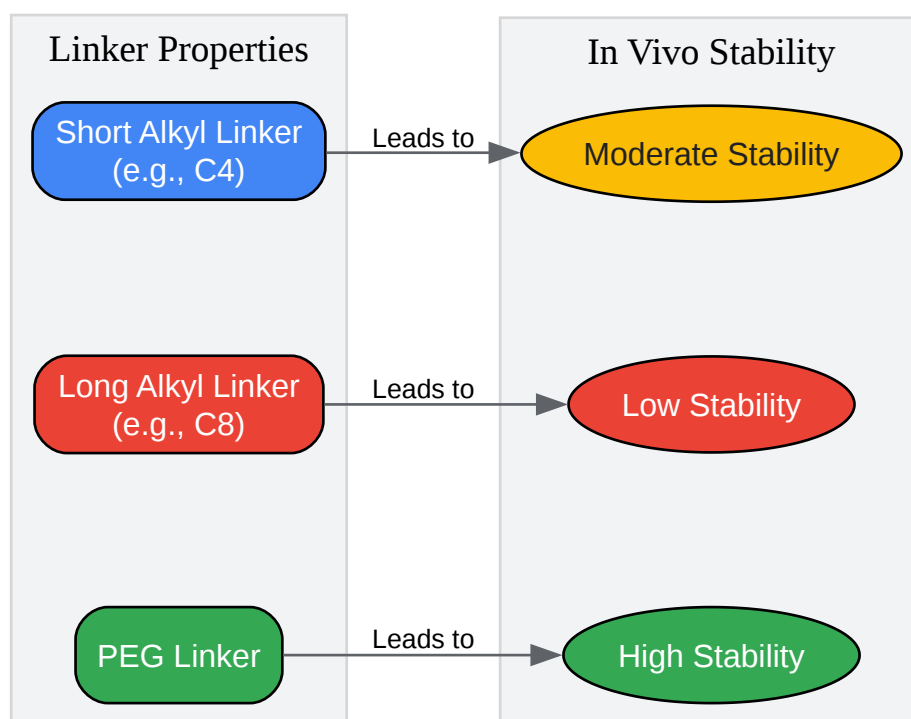 Linker Properties
In Vivo Stability
Short Alkyl Linker
(e.g., C4)
Leads to
Moderate Stability
Long Alkyl Linker
(e.g., C8)
Leads to
Low Stability
PEG Linker
Leads to
High Stability